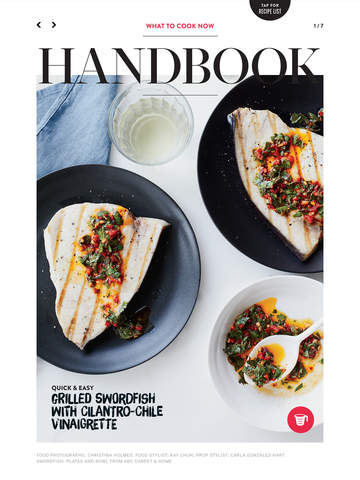 TAP FOR
RECIPE LIST
WHAT TO COOK NOW
1 / 7
HANDBOOK
QUICK & EASY
GRILLED SWORDFISH
WITH CILANTRO-CHILE
VINAIGRETTE
FOOD PHOTOGRAPHS: CHRISTINA HOLMES. FOOD STYLIST: KAY CHUN. PROP STYLIST: CARLA GONZALEZ-HART.
SWORDFISH: PLATES AND BOWL FROM ABC CARPET & HOME